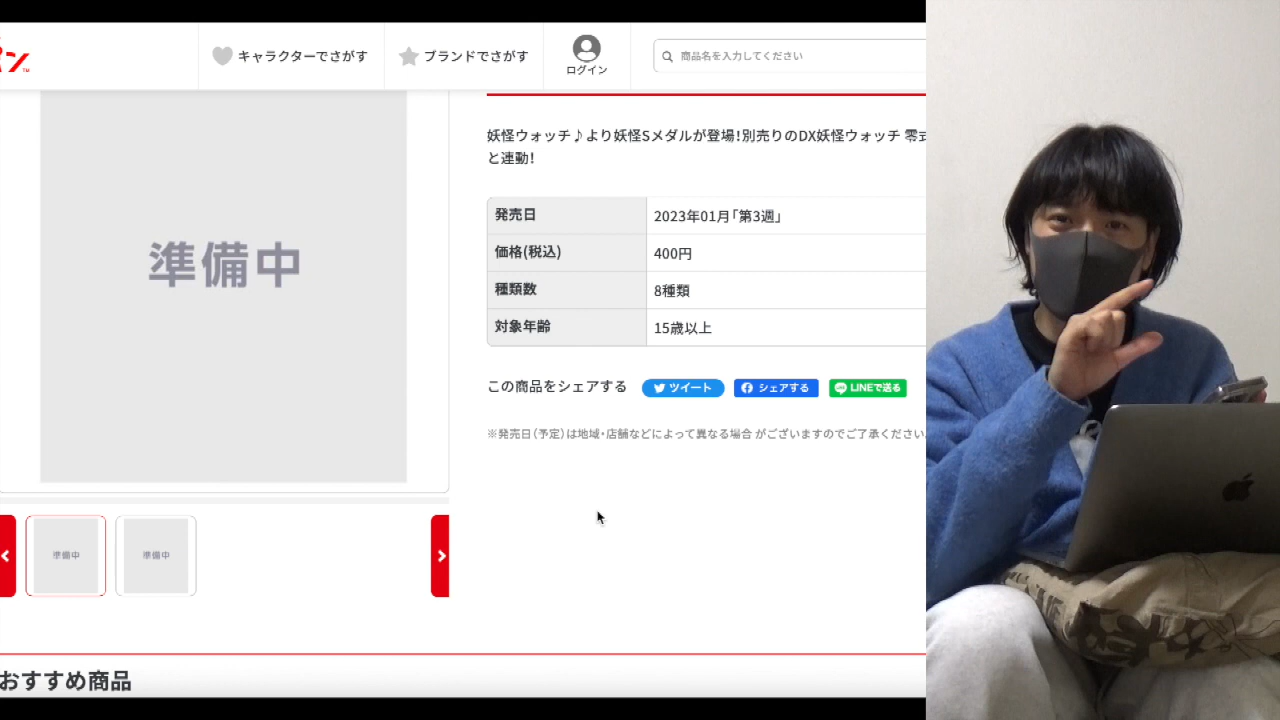 ン
キャラクターでさがす
ブランドでさがす
ログイン
商品名を入力してください
準備中
妖怪ウォッチ♪より妖怪Sメダルが登場!別売りのDX妖怪ウォッチ 零式
と連動!
発売日 2023年01月「第3週」
価格(税込) 400円
種類数 8種類
対象年齢 15歳以上
この商品をシェアする ツイート シェアする LINEで送る
※発売日(予定)は地域・店舗などによって異なる場合 がございますのでご了承ください
準備中 準備中
おすすめ商品